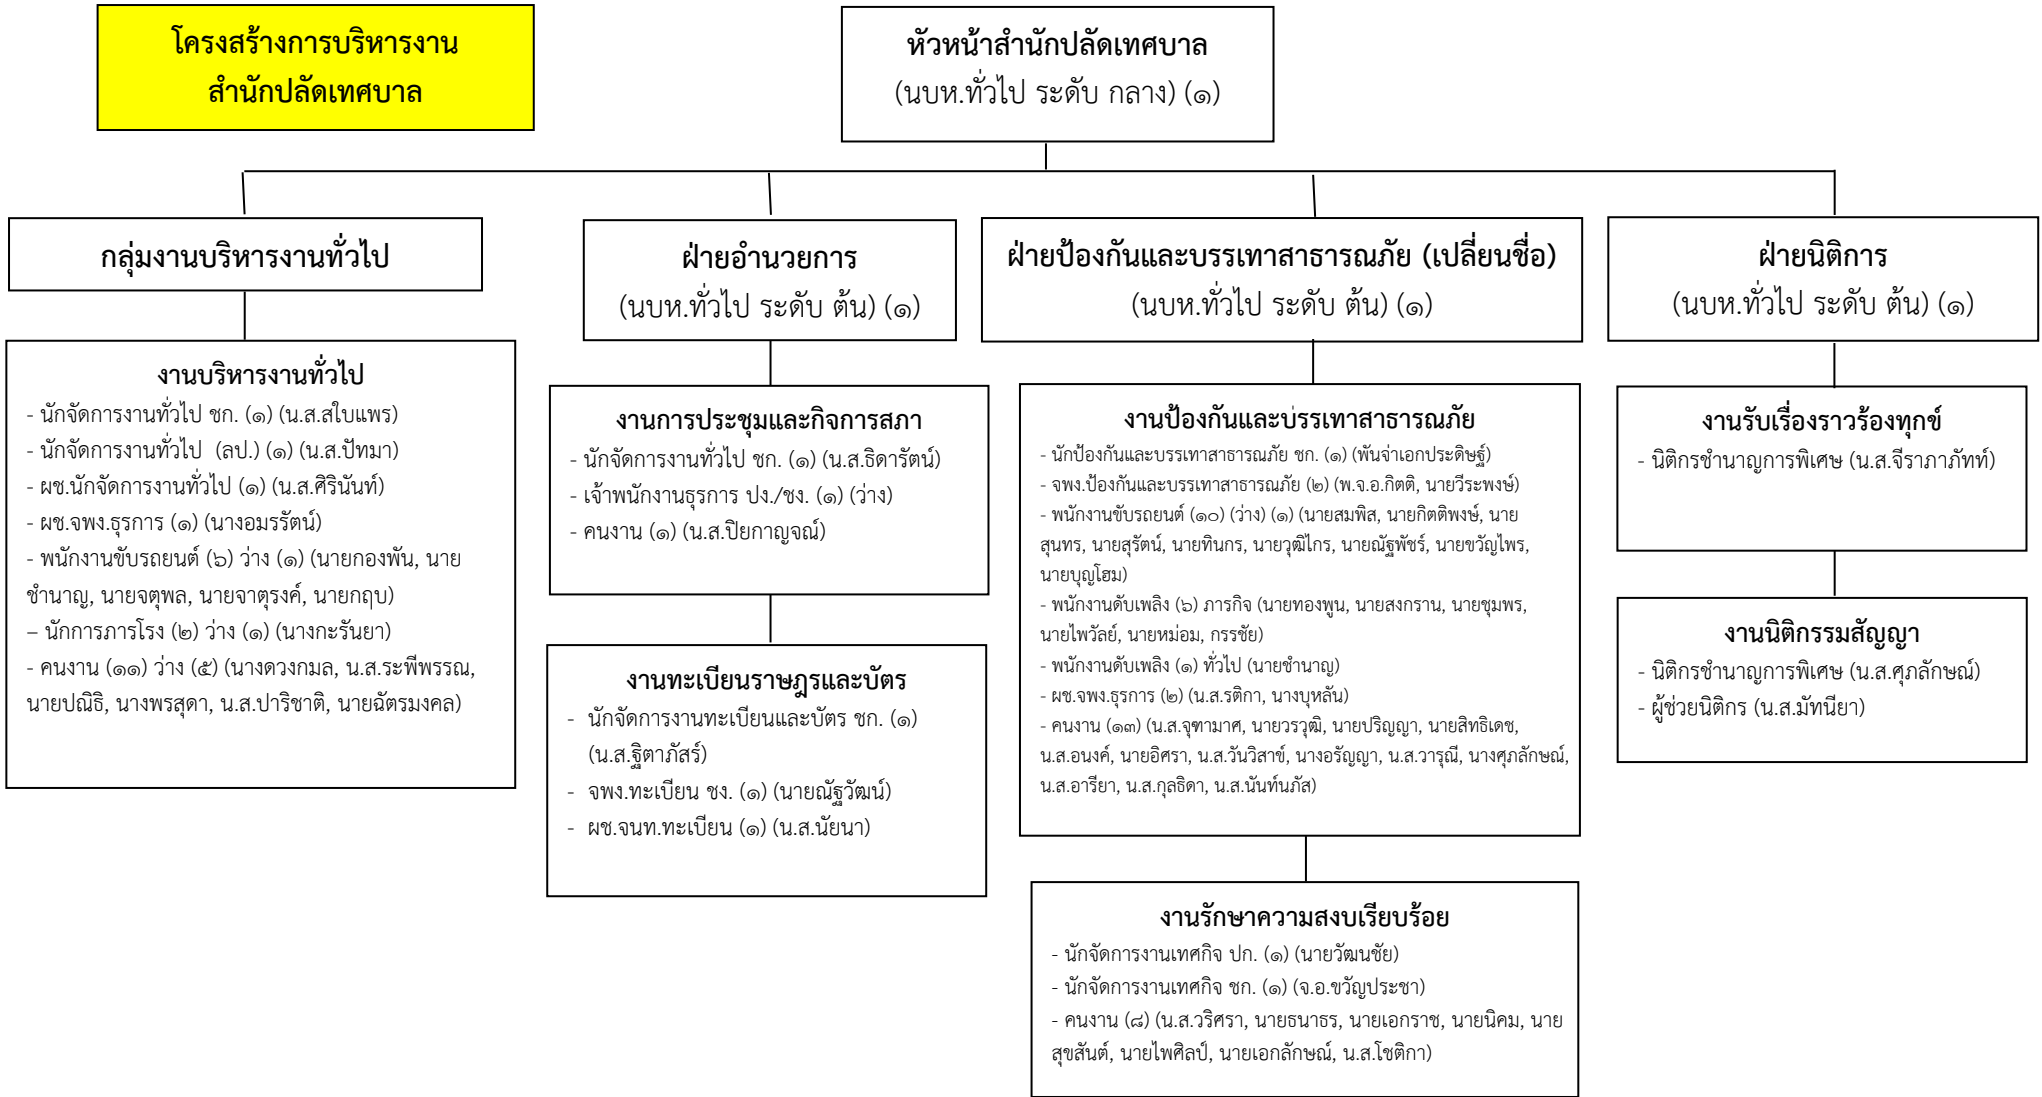 โครงสร้างการบริหารงาน
สำนักปลัดเทศบาล
หัวหน้าสำนักปลัดเทศบาล
(นบห.ทั่วไป ระดับ กลาง) (๑)
กลุ่มงานบริหารงานทั่วไป
งานบริหารงานทั่วไป
- นักจัดการงานทั่วไป ชก. (๑) (น.ส.สใบแพร)
- นักจัดการงานทั่วไป (ลป.) (๑) (น.ส.ปัทมา)
- ผช.นักจัดการงานทั่วไป (๑) (น.ส.ศิรินันท์)
- ผช.จพง.ธุรการ (๑) (นางอมรรัตน์)
- พนักงานขับรถยนต์ (๖) ว่าง (๑) (นายกองพัน, นาย
ชำนาญ, นายจตุพล, นายจาตุรงค์, นายกฤบ)
– นักการภารโรง (๒) ว่าง (๑) (นางกะรันยา)
- คนงาน (๑๑) ว่าง (๕) (นางดวงกมล, น.ส.ระพีพรรณ,
นายปณิธิ, นางพรสุดา, น.ส.ปาริชาติ, นายฉัตรมงคล)
ฝ่ายอำนวยการ
(นบห.ทั่วไป ระดับ ต้น) (๑)
งานการประชุมและกิจการสภา
- นักจัดการงานทั่วไป ชก. (๑) (น.ส.ธิดารัตน์)
- เจ้าพนักงานธุรการ ปง./ชง. (๑) (ว่าง)
- คนงาน (๑) (น.ส.ปิยกาญจณ์)
งานทะเบียนราษฎรและบัตร
- นักจัดการงานทะเบียนและบัตร ชก. (๑)
(น.ส.ฐิตาภัสร์)
- จพง.ทะเบียน ชง. (๑) (นายณัฐวัฒน์)
- ผช.จนท.ทะเบียน (๑) (น.ส.นัยนา)
ฝ่ายป้องกันและบรรเทาสาธารณภัย (เปลี่ยนชื่อ)
(นบห.ทั่วไป ระดับ ต้น) (๑)
งานป้องกันและบรรเทาสาธารณภัย
- นักป้องกันและบรรเทาสาธารณภัย ชก. (๑) (พันจ่าเอกประดิษฐ์)
- จพง.ป้องกันและบรรเทาสาธารณภัย (๒) (พ.จ.อ.กิตติ, นายวีระพงษ์)
- พนักงานขับรถยนต์ (๑๐) (ว่าง) (๑) (นายสมพิส, นายกิตติพงษ์, นาย
สุนทร, นายสุรัตน์, นายทินกร, นายวุฒิไกร, นายณัฐพัชร์, นายขวัญไพร,
นายบุญโฮม)
- พนักงานดับเพลิง (๖) ภารกิจ (นายทองพูน, นายสงกราน, นายชุมพร,
นายไพวัลย์, นายหม่อม, กรรชัย)
- พนักงานดับเพลิง (๑) ทั่วไป (นายชำนาญ)
- ผช.จพง.ธุรการ (๒) (น.ส.รติกา, นางบุหลัน)
- คนงาน (๑๓) (น.ส.จุฑามาศ, นายวรวุฒิ, นายปริญญา, นายสิทธิเดช,
น.ส.อนงค์, นายอิศรา, น.ส.วันวิสาข์, นางอรัญญา, น.ส.วารุณี, นางศุภลักษณ์,
น.ส.อารียา, น.ส.กุลธิดา, น.ส.นันท์นภัส)
งานรักษาความสงบเรียบร้อย
- นักจัดการงานเทศกิจ ปก. (๑) (นายวัฒนชัย)
- นักจัดการงานเทศกิจ ชก. (๑) (จ.อ.ขวัญประชา)
- คนงาน (๘) (น.ส.วริศรา, นายธนาธร, นายเอกราช, นายนิคม, นาย
สุขสันต์, นายไพศิลป์, นายเอกลักษณ์, น.ส.โชติกา)
ฝ่ายนิติการ
(นบห.ทั่วไป ระดับ ต้น) (๑)
งานรับเรื่องราวร้องทุกข์
- นิติกรชำนาญการพิเศษ (น.ส.จีราภาภัทท์)
งานนิติกรรมสัญญา
- นิติกรชำนาญการพิเศษ (น.ส.ศุภลักษณ์)
- ผู้ช่วยนิติกร (น.ส.มัทนียา)